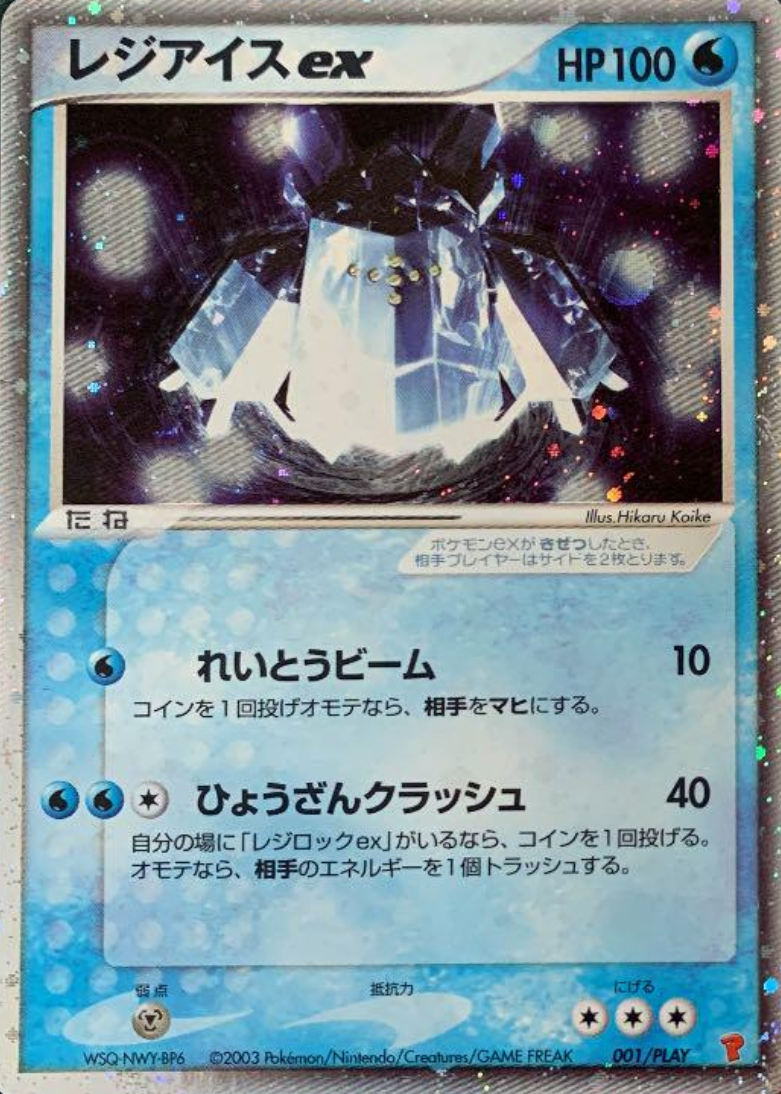 レジアイスex HP100
たね Illus.Hikaru Koike
ポケモンexが きぜつしたとき、
相手プレイヤーはサイドを2枚とります。
れいとうビーム 10
コインを1回投げオモテなら、相手をマヒにする。
ひょうざんクラッシュ 40
自分の場に「レジロックex」がいるなら、コインを1回投げる。
オモテなら、相手のエネルギーを1個トラッシュする。
弱点 抵抗力 にげる
WSQ-NWY-BP6 ©2003 Pokémon/Nintendo/Creatures/GAME FREAK 001/PLAY P